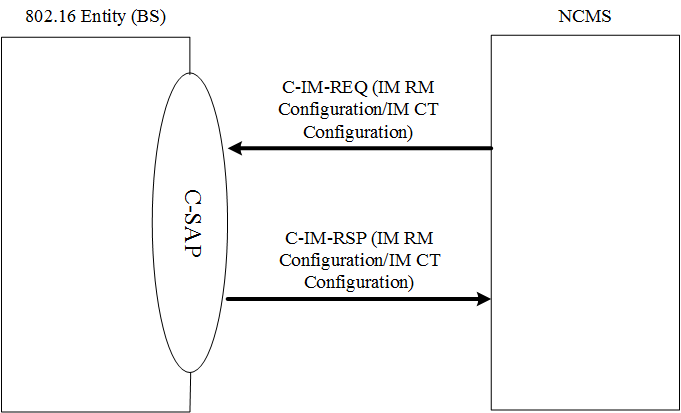 802.16 Entity (BS)
NCMS
C-IM-REQ (IM RM
Configuration/IM CT
Configuration)
C-SAP
C-IM-RSP (IM RM
Configuration/IM CT
Configuration)